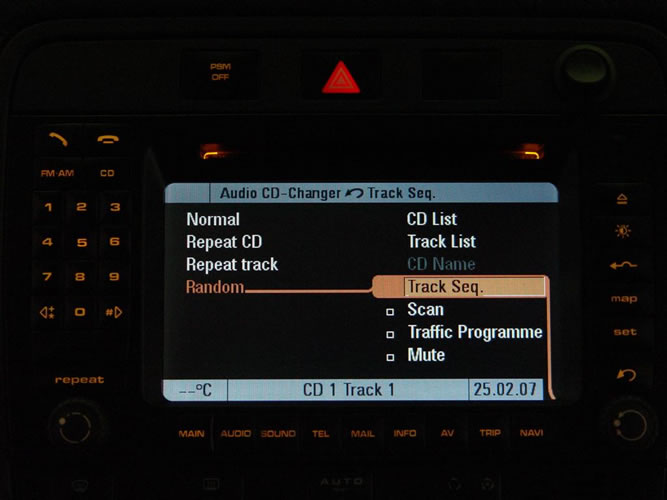 PSM
OFF
FM·AM CD
1 2 3
4 5 6
7 8 9
0 #
repeat
Audio CD-Changer Track Seq.
Normal CD List
Repeat CD Track List
Repeat track CD Name
Random Track Seq.
Scan
Traffic Programme
Mute
--°C CD 1 Track 1 25.02.07
map
set
MAIN AUDIO SOUND TEL MAIL INFO AV TRIP NAVI
AUTO